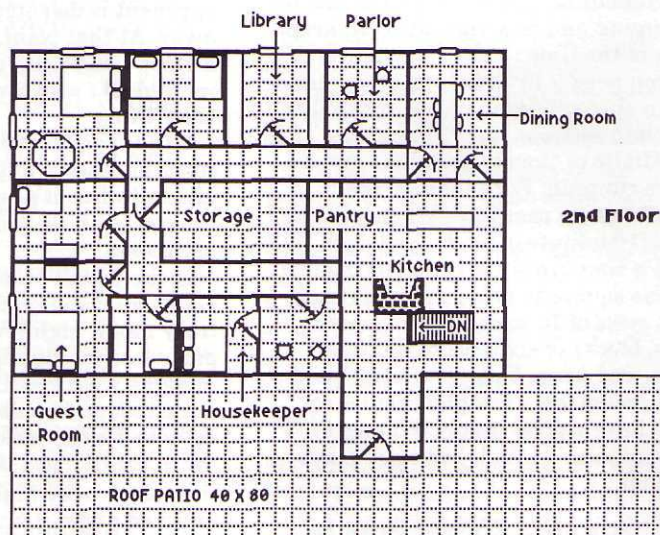 Library Parlor
Dining Room
Storage Pantry
2nd Floor
Kitchen
DN
Guest
Room
Housekeeper
ROOF PATIO 40 X 80